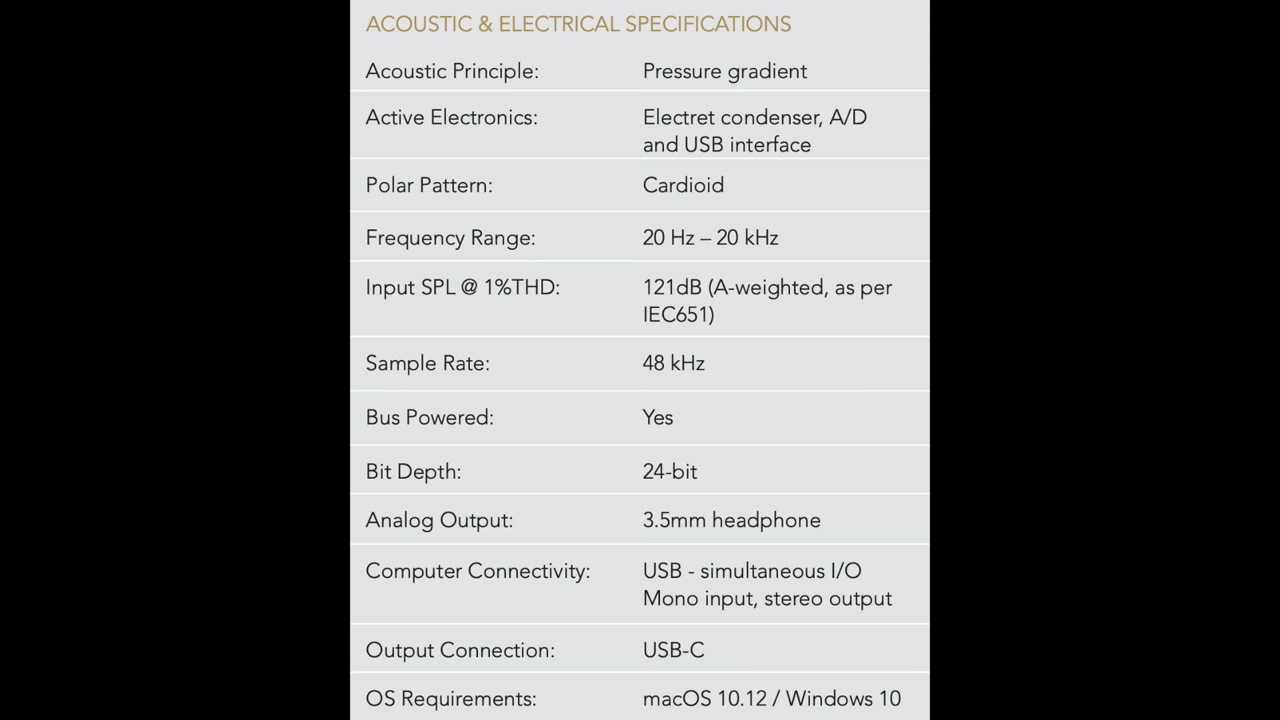 ACOUSTIC & ELECTRICAL SPECIFICATIONS
Acoustic Principle: Pressure gradient
Active Electronics: Electret condenser, A/D
and USB interface
Polar Pattern: Cardioid
Frequency Range: 20 Hz – 20 kHz
Input SPL @ 1%THD: 121dB (A-weighted, as per
IEC651)
Sample Rate: 48 kHz
Bus Powered: Yes
Bit Depth: 24-bit
Analog Output: 3.5mm headphone
Computer Connectivity: USB - simultaneous I/O
Mono input, stereo output
Output Connection: USB-C
OS Requirements: macOS 10.12 / Windows 10